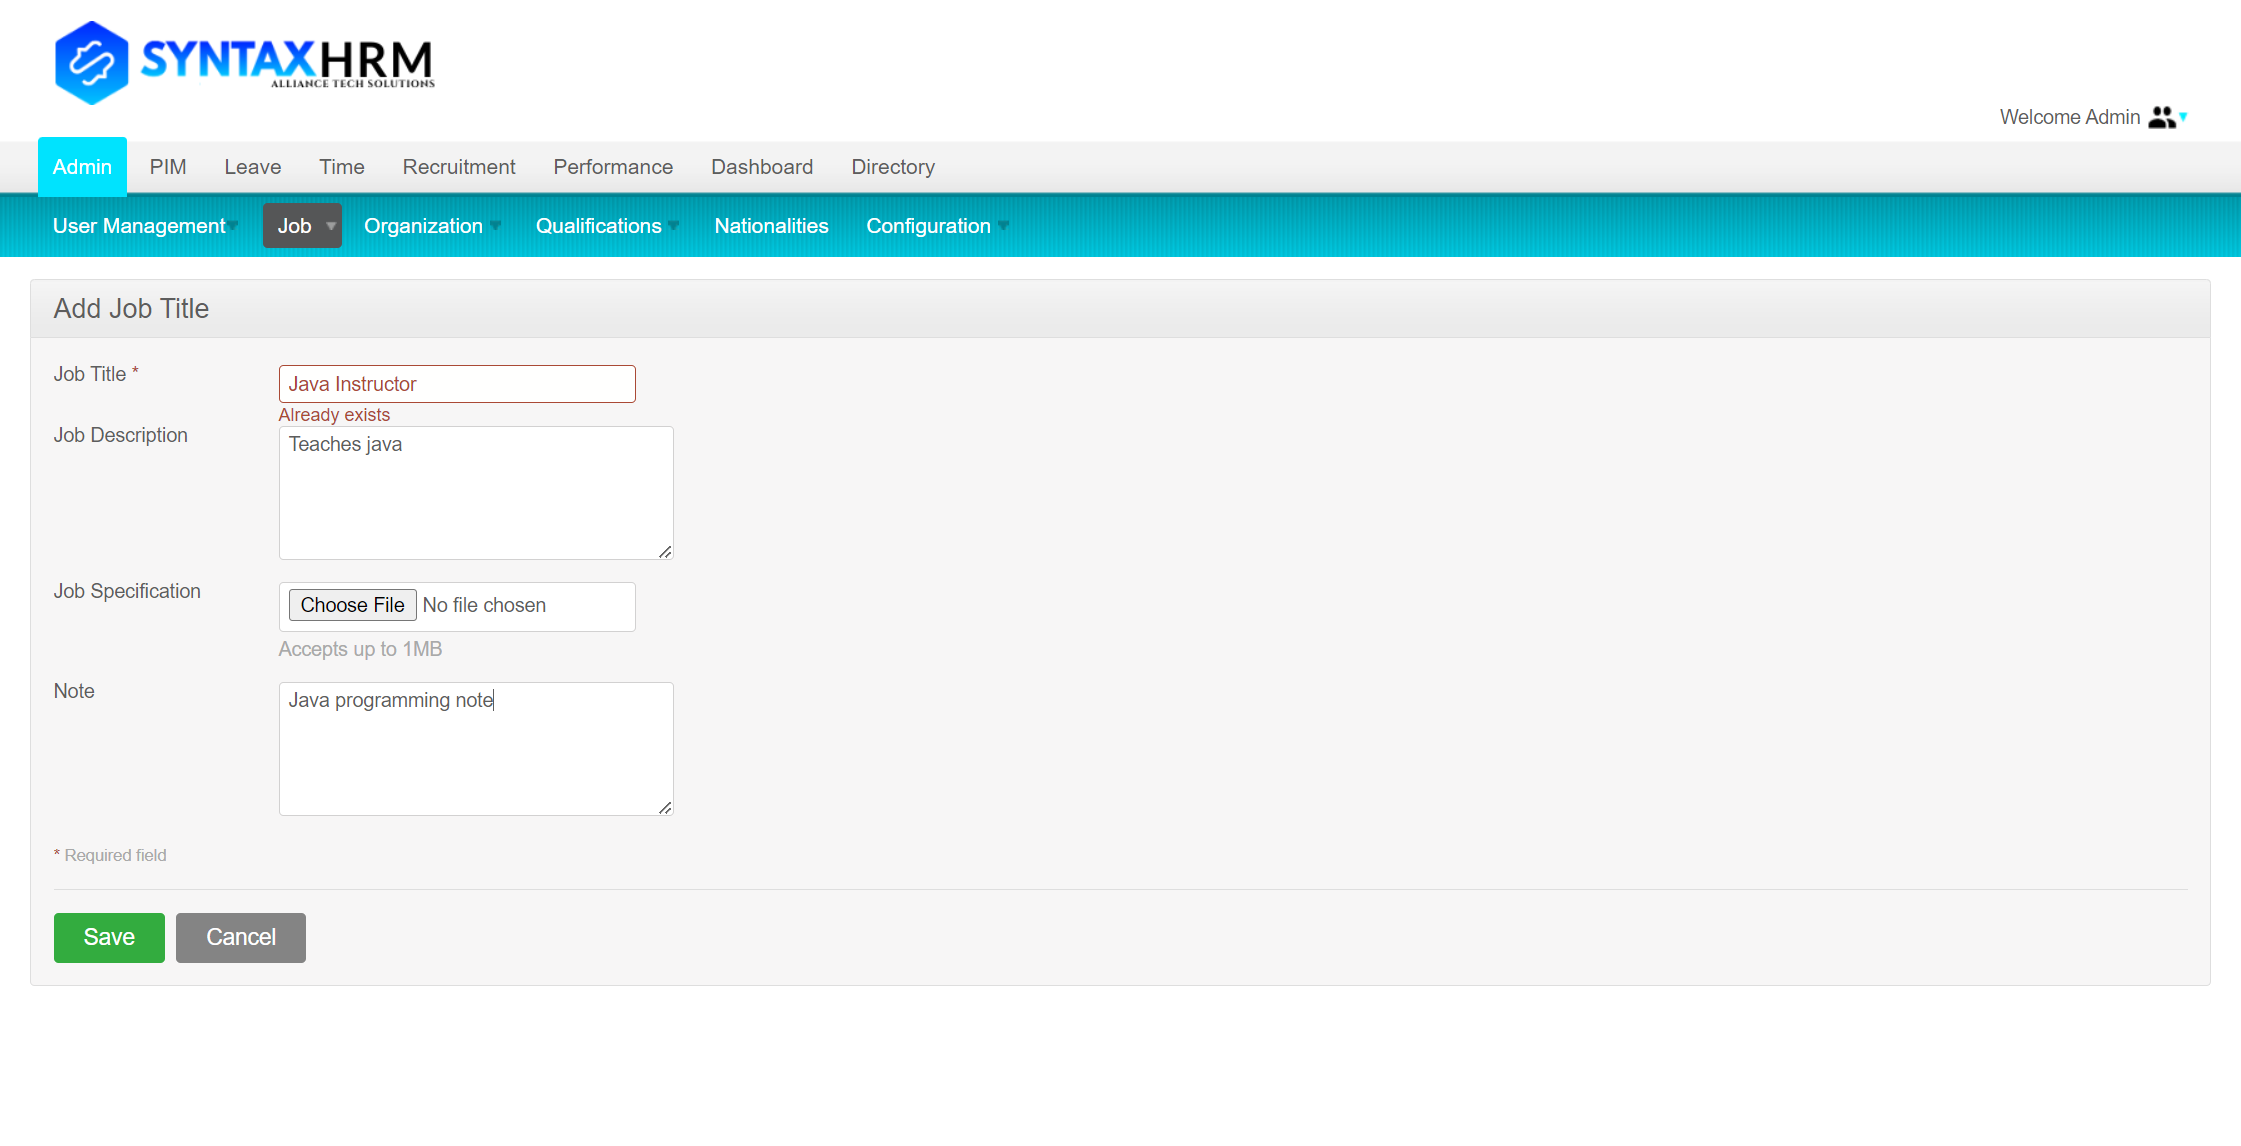 SYNTAXHRM
ALLIANCE TECH SOLUTIONS
Welcome Admin
Admin PIM Leave Time Recruitment Performance Dashboard Directory
User Management Job Organization Qualifications Nationalities Configuration
Add Job Title
Job Title * Java Instructor
Already exists
Job Description Teaches java
Job Specification Choose File No file chosen
Accepts up to 1MB
Note Java programming note
* Required field
Save Cancel